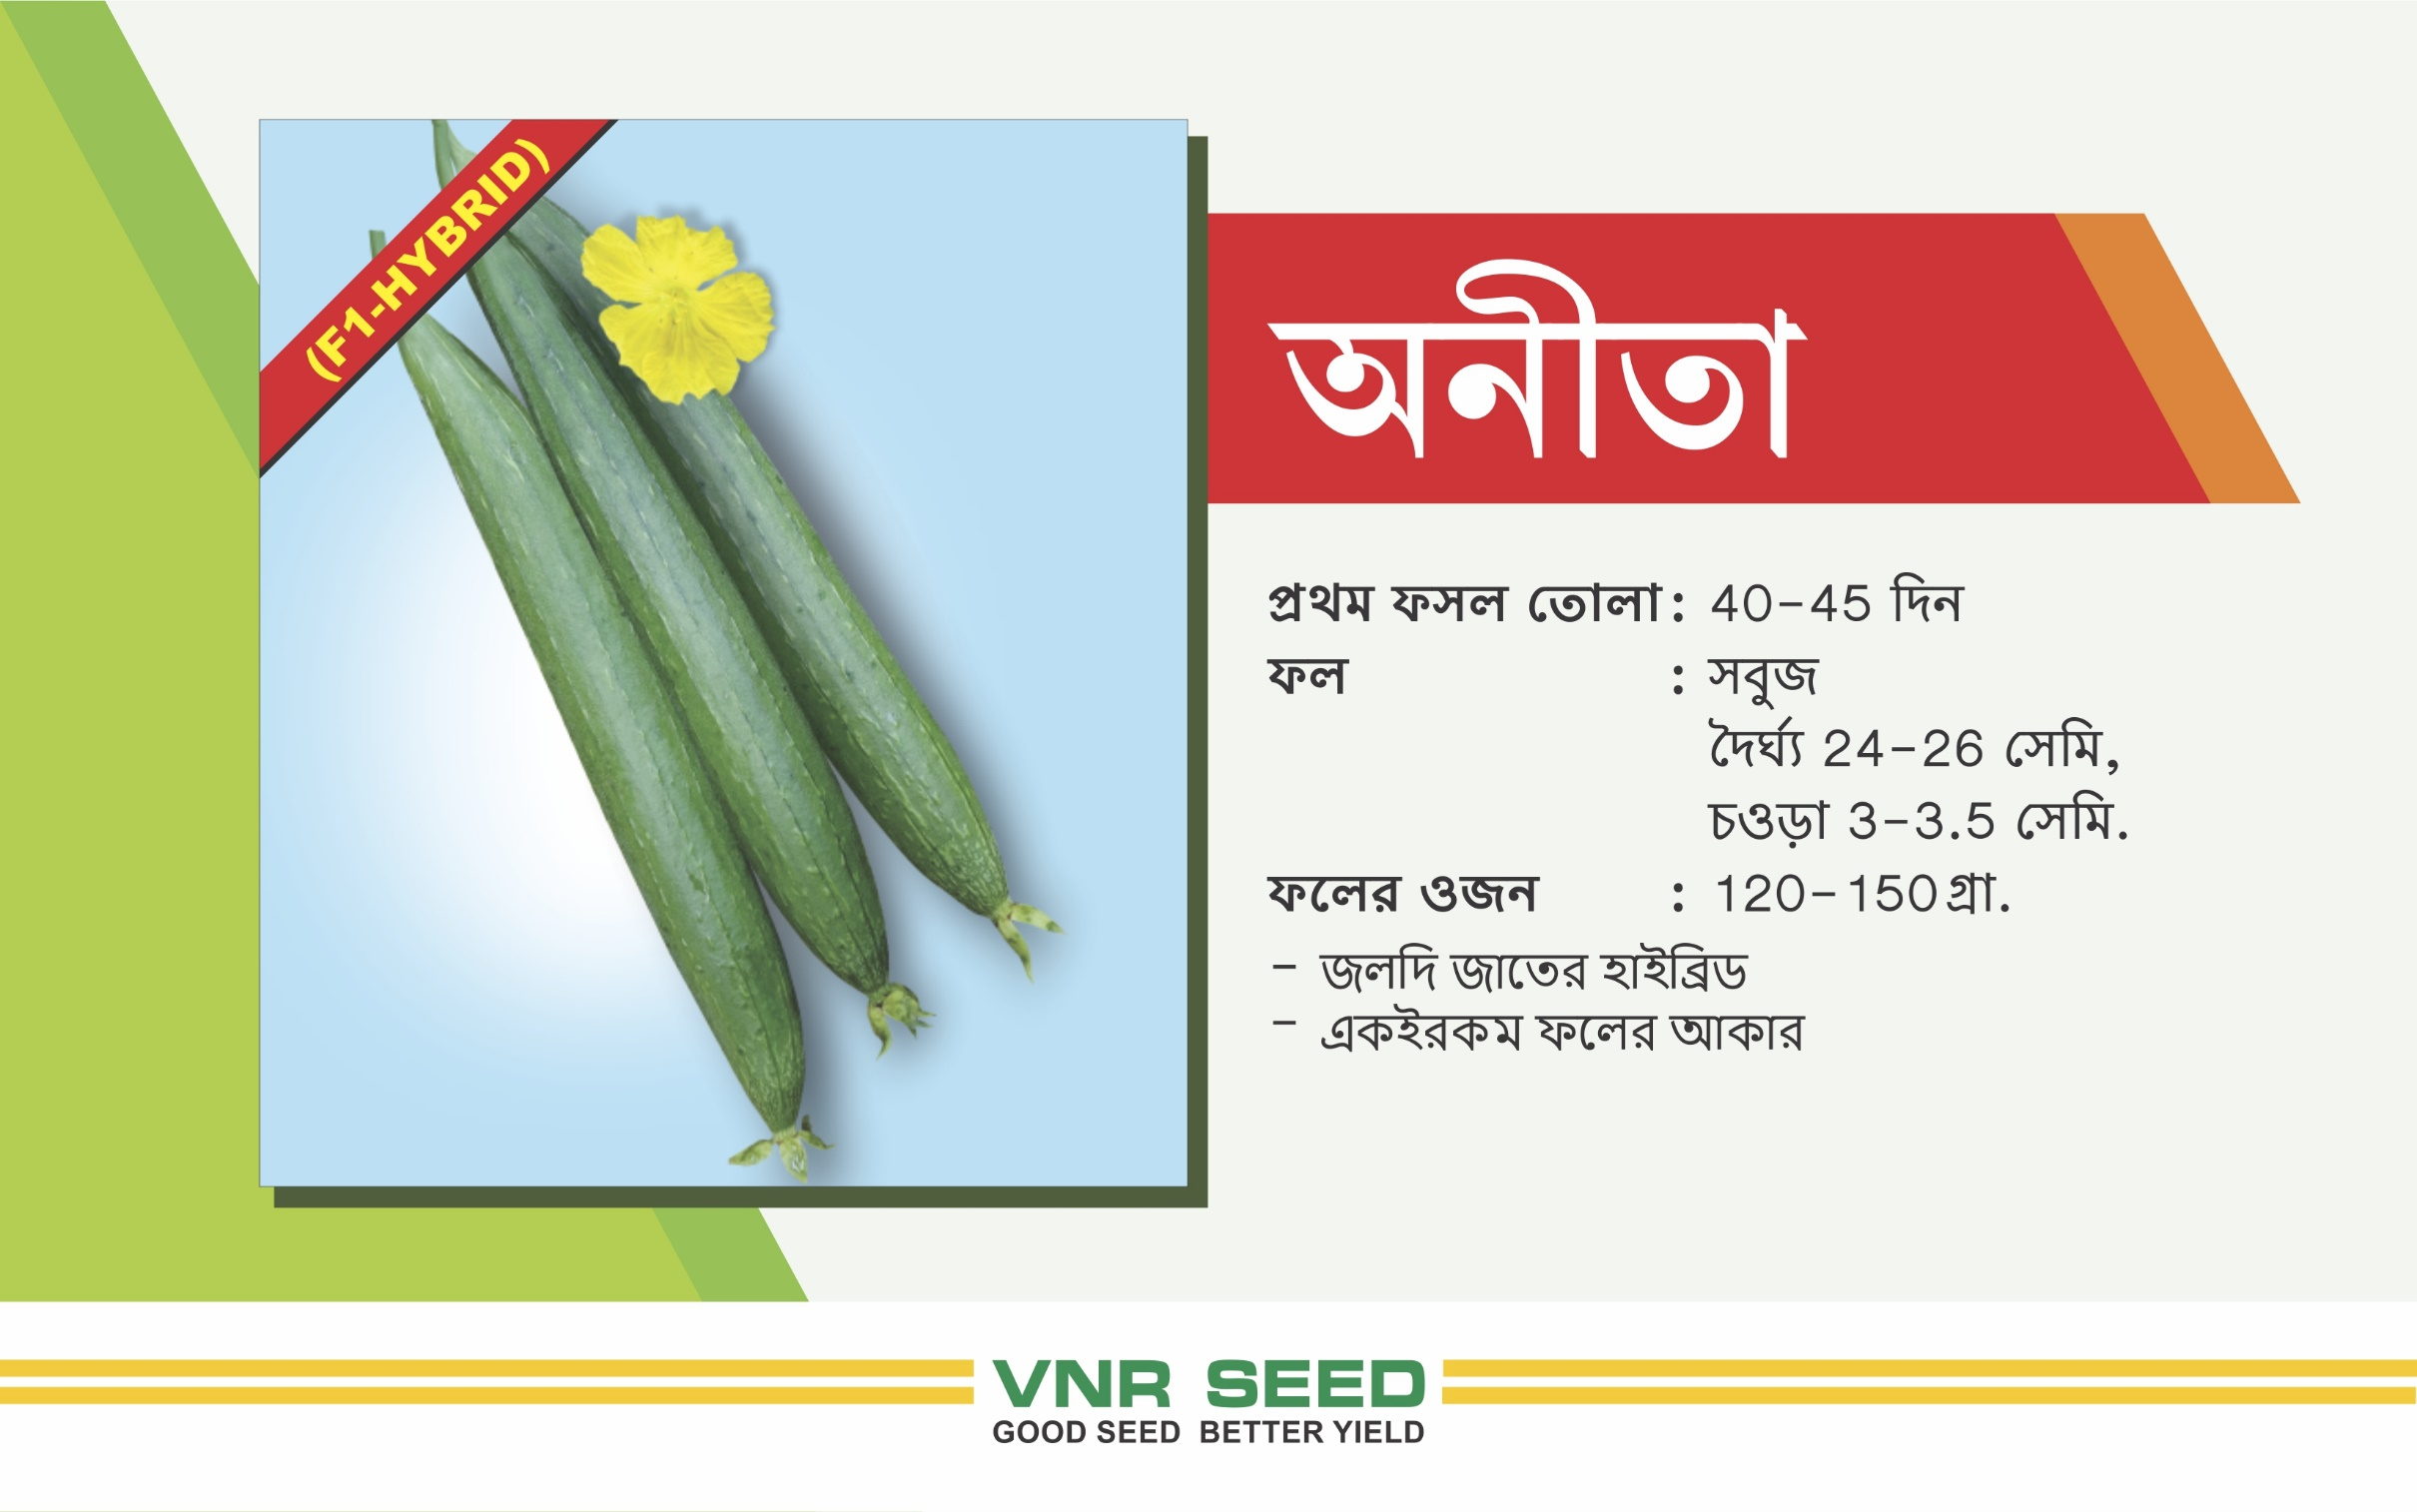 (F1-HYBRID)
অনীতা
প্রথম ফসল তোলা : 40-45 দিন
ফল : সবুজ
দৈর্ঘ্য 24-26 সেমি,
চওড়া 3-3.5 সেমি.
ফলের ওজন : 120-150গ্রা.
- জলদি জাতের হাইব্রিড
- একইরকম ফলের আকার
VNR SEED
GOOD SEED BETTER YIELD